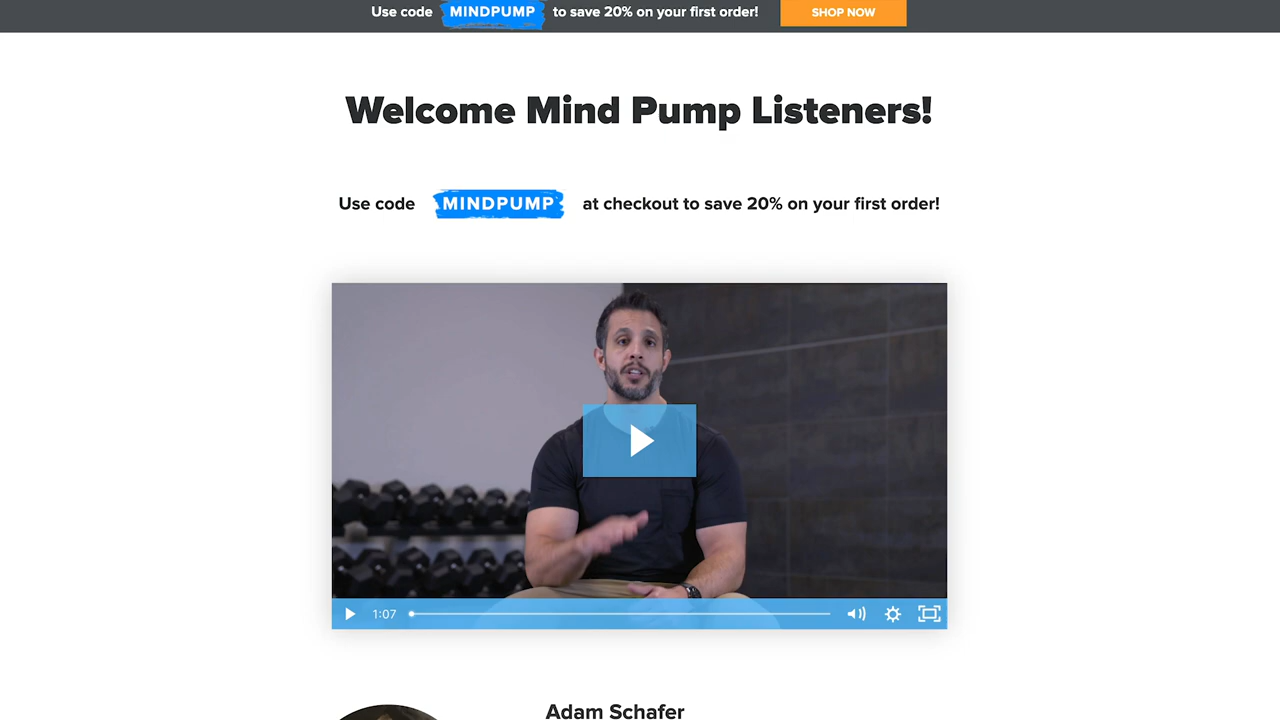 Use code MINDPUMP to save 20% on your first order! SHOP NOW
Welcome Mind Pump Listeners!
Use code MINDPUMP at checkout to save 20% on your first order!
1:07
Adam Schafer